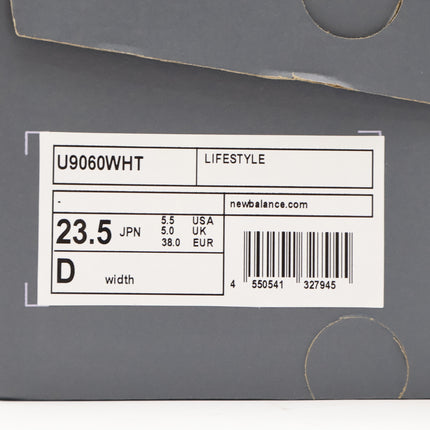 U9060WHT
LIFESTYLE
-
newbalance.com
23.5 JPN
5.5 USA
5.0 UK
38.0 EUR
D width
4 550541 327945